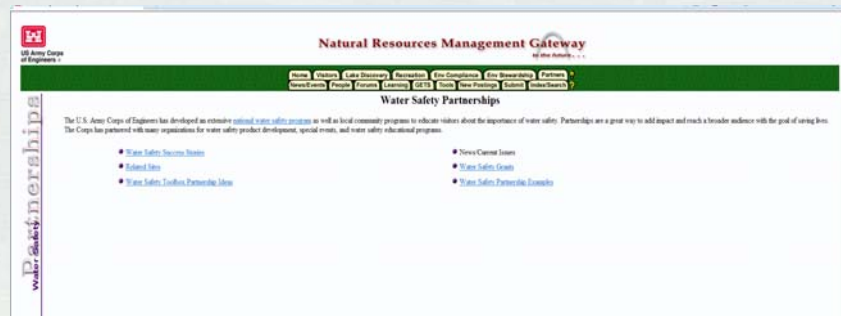 US Army Corps
of Engineers
Natural Resources Management Gateway
to the future . . .
Home Visitors Lake Discovery Recreation Env Compliance Env Stewardship Partners
News/Events People Forums Learning GETS Tools New Postings Submit Index/Search ?
Water Safety Partnerships
The U.S. Army Corps of Engineers has developed an extensive national water safety program as well as local community programs to educate visitors about the importance of water safety. Partnerships are a great way to add impact and reach a broader audience with the goal of saving lives.
The Corps has partnered with many organizations for water safety product development, special events, and water safety educational programs.
Water Safety Success Stories
News/Current Issues
Related Sites
Water Safety Grants
Water Safety Toolbox Partnership Ideas
Water Safety Partnership Examples
Partnerships
Water Safety